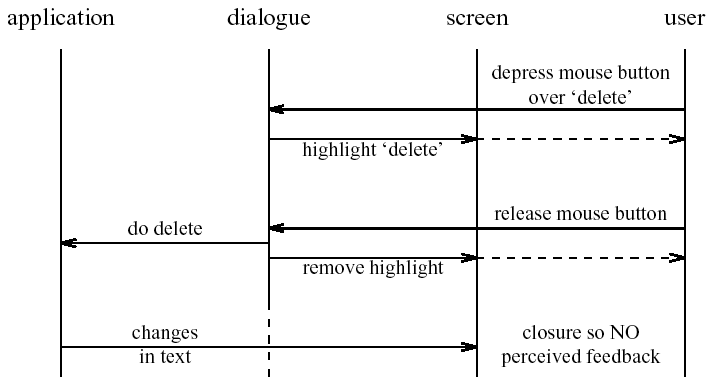 application dialogue screen user
depress mouse button
over ‘delete’
highlight ‘delete’
release mouse button
do delete
remove highlight
changes
in text
closure so NO
perceived feedback